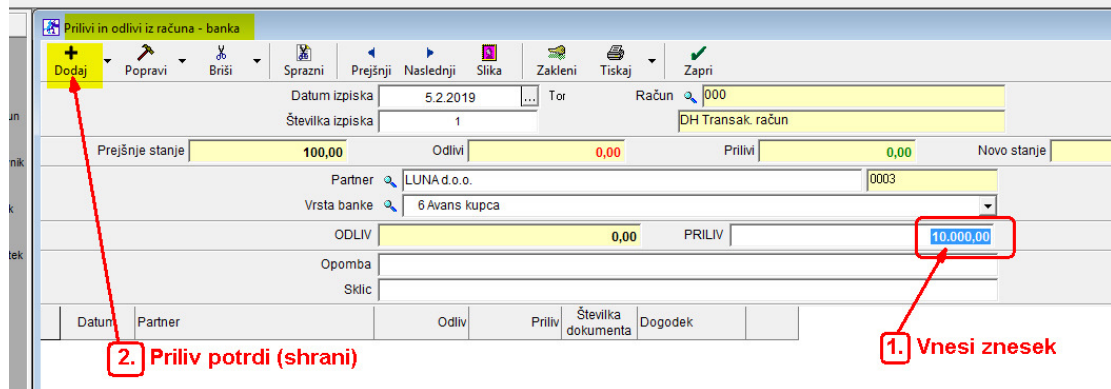 Prilivi in odlivi iz računa - banka
Dodaj Popravi Briši Sprazni Prejšnji Naslednji Slika Zakleni Tiskaj Zapri
Datum izpiska 5.2.2019 ... Tor Račun 000
un Številka izpiska 1 DH Transak. račun
Prejšnje stanje 100,00 Odlivi 0,00 Prilivi 0,00 Novo stanje
nik
Partner LUNA d.o.o. 0003
k Vrsta banke 6 Avans kupca
ODLIV 0,00 PRILIV 10.000,00
tek Opomba
Sklic
Datum Partner Odliv Priliv Številka dokumenta Dogodek
1. Vnesi znesek
2. Priliv potrdi (shrani)